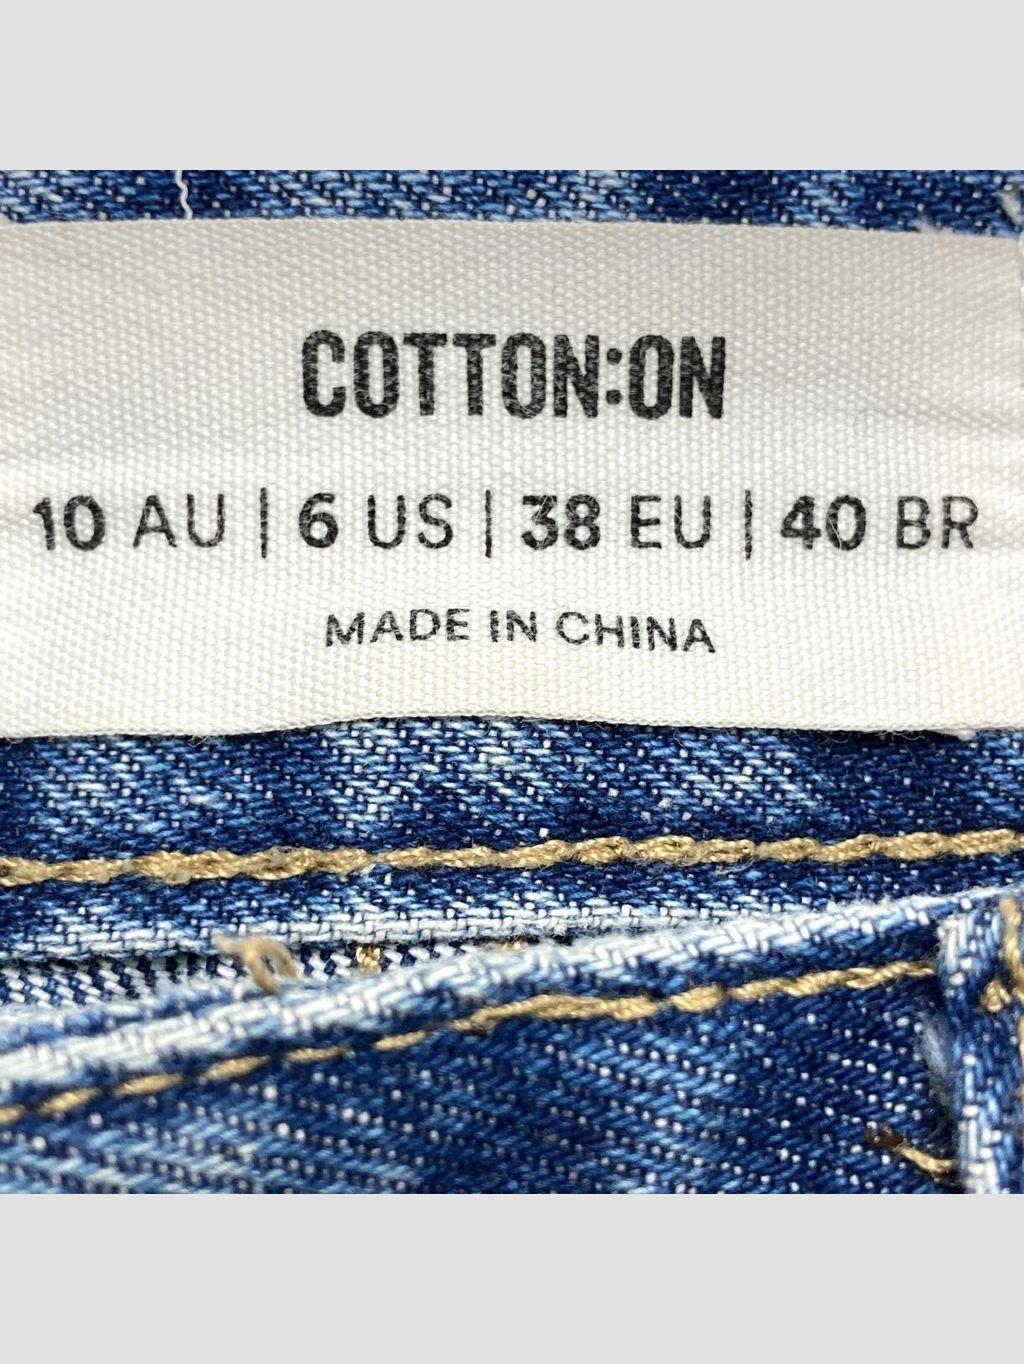 COTTON:ON
10 AU | 6 US | 38 EU | 40 BR
MADE IN CHINA